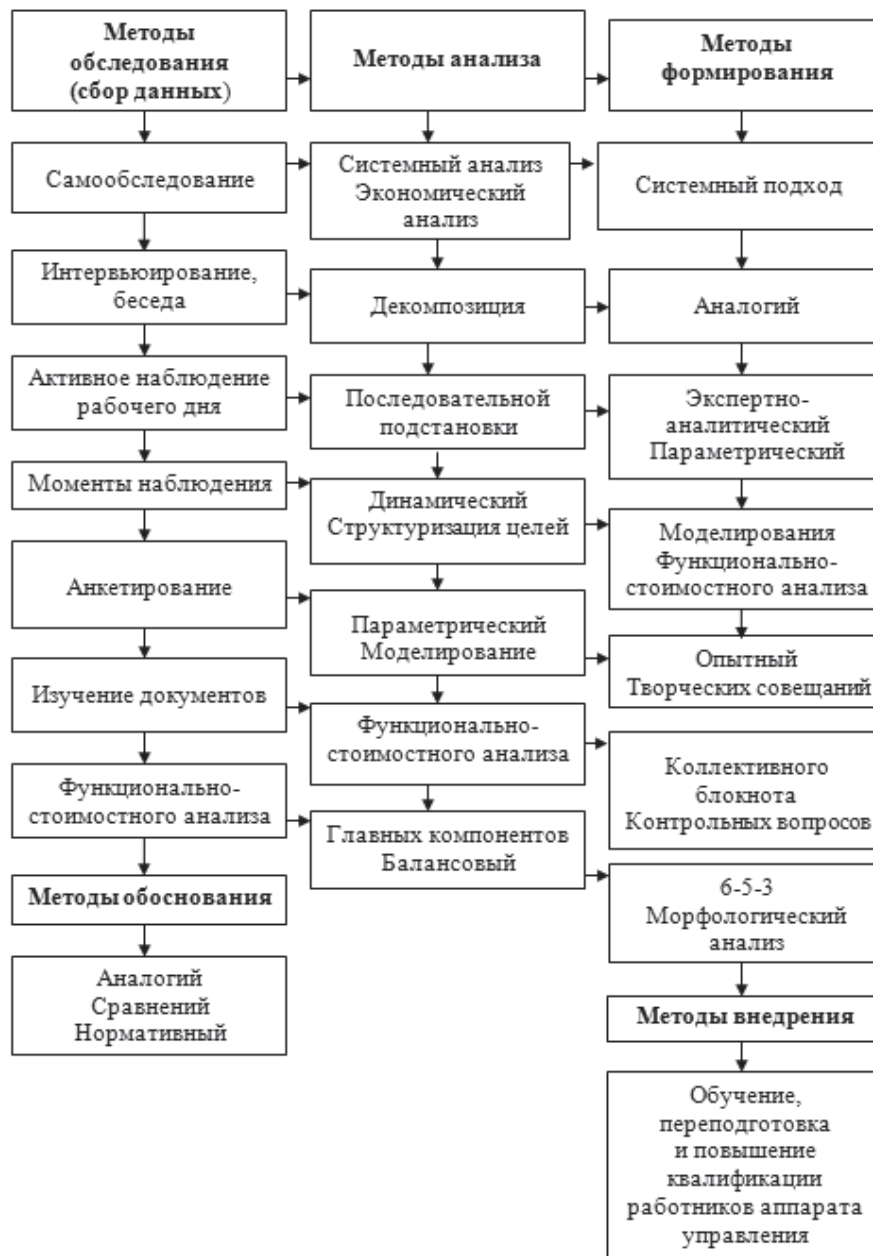 Методы
обследования
(сбор данных)
Самообследование
Интервьюирование,
беседа
Активное наблюдение
рабочего дня
Моменты наблюдения
Анкетирование
Изучение документов
Функционально-
стоимостного анализа
Методы обоснования
Аналогий
Сравнений
Нормативный
Методы анализа
Системный анализ
Экономический
анализ
Декомпозиция
Последовательной
подстановки
Динамический
Структуризация целей
Параметрический
Моделирование
Функционально-
стоимостного анализа
Главных компонентов
Балансовый
Методы
формирования
Системный подход
Аналогий
Экспертно-
аналитический
Параметрический
Моделирования
Функционально-
стоимостного анализа
Опытный
Творческих совещаний
Коллективного
блокнота
Контрольных вопросов
6-5-3
Морфологический
анализ
Методы внедрения
Обучение,
переподготовка
и повышение
квалификации
работников аппарата
управления